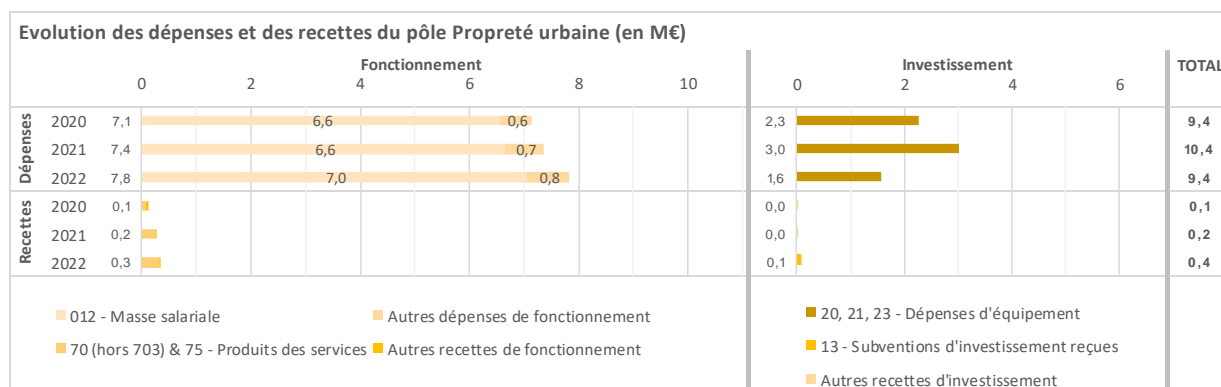 Evolution des dépenses et des recettes du pôle Propreté urbaine (en M€)
Fonctionnement Investissement TOTAL
0 2 4 6 8 10 0 2 4 6
Dépenses
2020 7,1 6,6 0,6 2,3 9,4
2021 7,4 6,6 0,7 3,0 10,4
2022 7,8 7,0 0,8 1,6 9,4
Recettes
2020 0,1 0,0 0,1
2021 0,2 0,0 0,2
2022 0,3 0,1 0,4
012 - Masse salariale Autres dépenses de fonctionnement
70 (hors 703) & 75 - Produits des services Autres recettes de fonctionnement
20, 21, 23 - Dépenses d'équipement
13 - Subventions d'investissement reçues
Autres recettes d'investissement